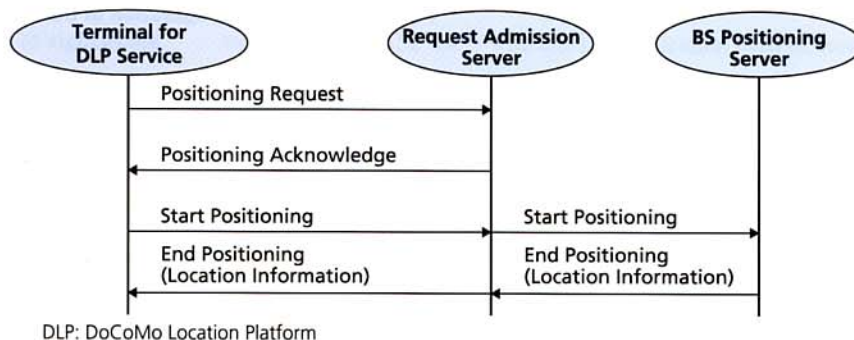 Terminal for
DLP Service
Request Admission
Server
BS Positioning
Server
Positioning Request
Positioning Acknowledge
Start Positioning
Start Positioning
End Positioning
(Location Information)
End Positioning
(Location Information)
DLP: DoCoMo Location Platform